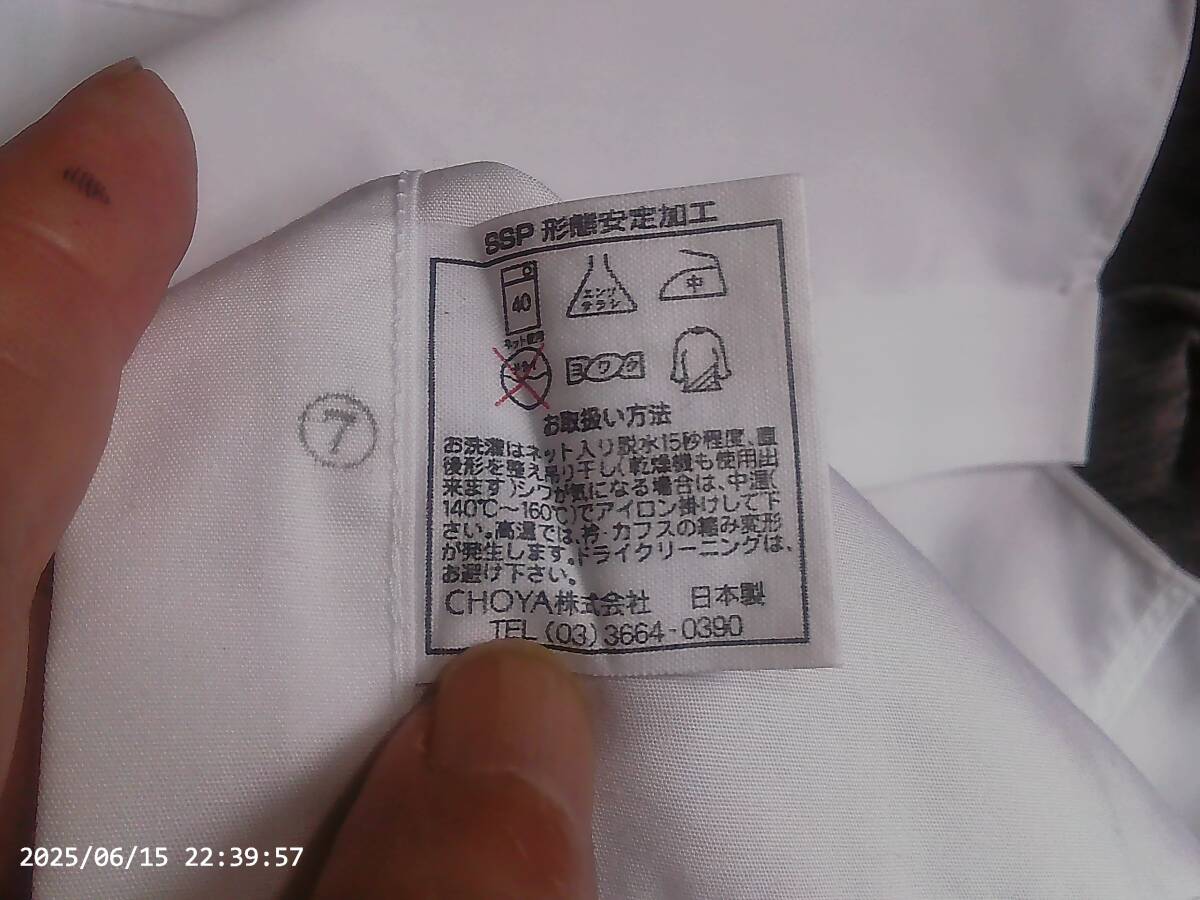 SSP 形態安定加工
40
ネット使用
エンソ
サラシ
中
ドライ
ヨワク
お取扱い方法
お洗濯はネット入り脱水15秒程度、直
後形を整え吊り干し(乾燥機も使用出
来ます)シワが気になる場合は、中温(
140℃〜160℃)でアイロン掛けして下
さい。高温では、衿・カフスの縮み変形
が発生します。ドライクリーニングは、
お避け下さい。
CHOYA株式会社 日本製
TEL (03) 3664-0390
7
2025/06/15 22:39:57